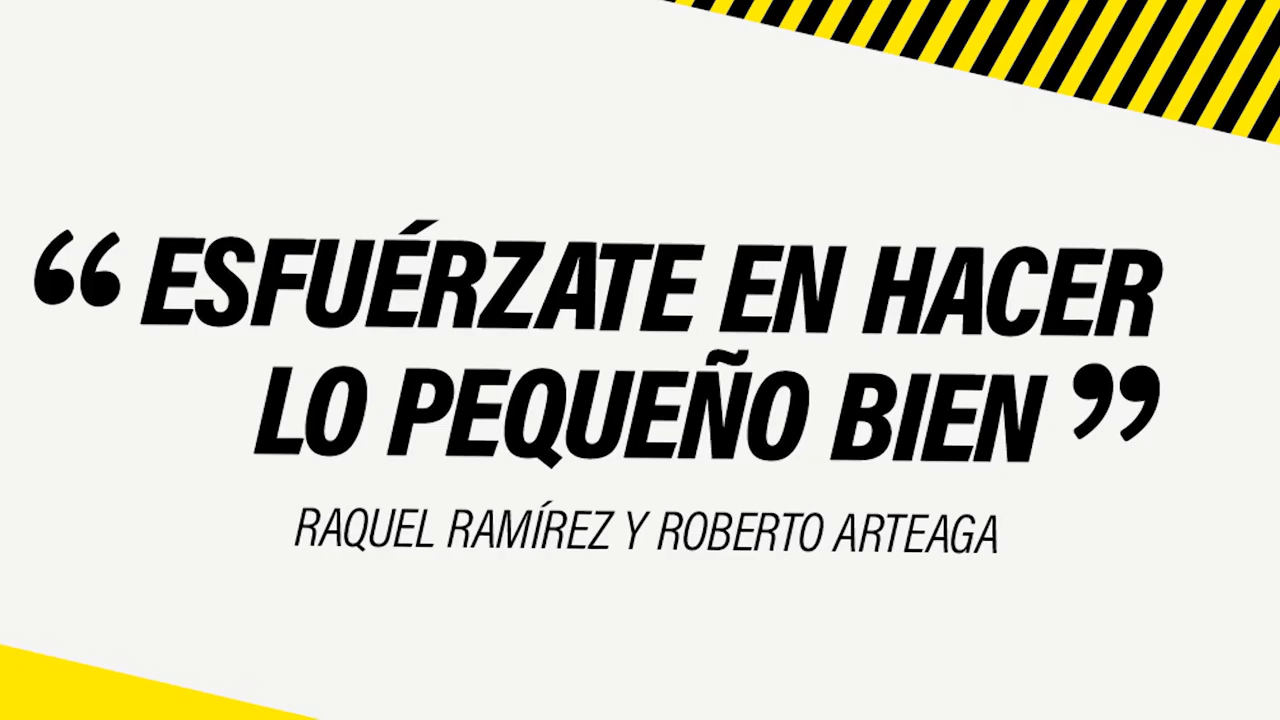 “ESFUÉRZATE EN HACER
LO PEQUEÑO BIEN”
RAQUEL RAMÍREZ Y ROBERTO ARTEAGA